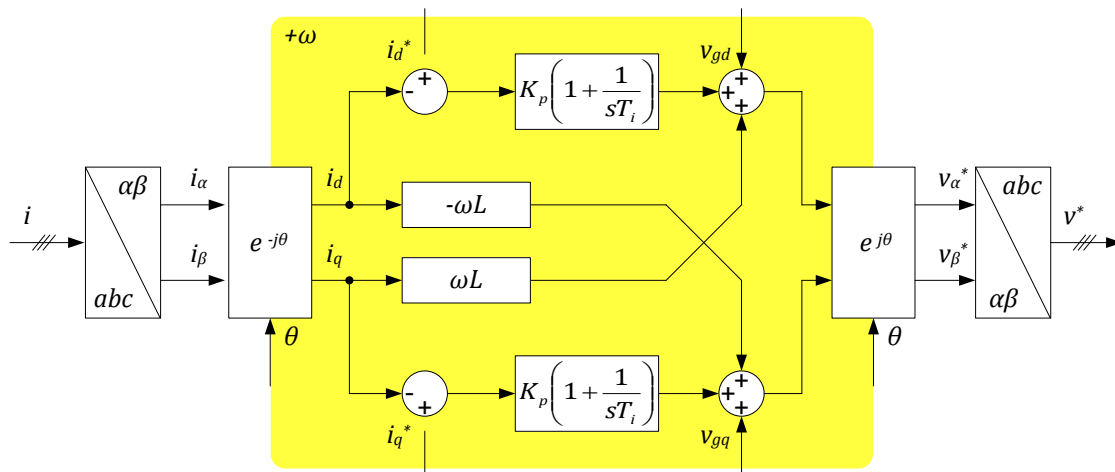 +ω
i_d*
v_gd
+
-
K_p(1+1/(sT_i))
+
+
+
αβ
i_α
i_d
v_α*
abc
i
-ωL
v*
e^-jθ
e^jθ
i_β
i_q
v_β*
ωL
abc
αβ
θ
θ
-
+
K_p(1+1/(sT_i))
+
+
+
i_q*
v_gq